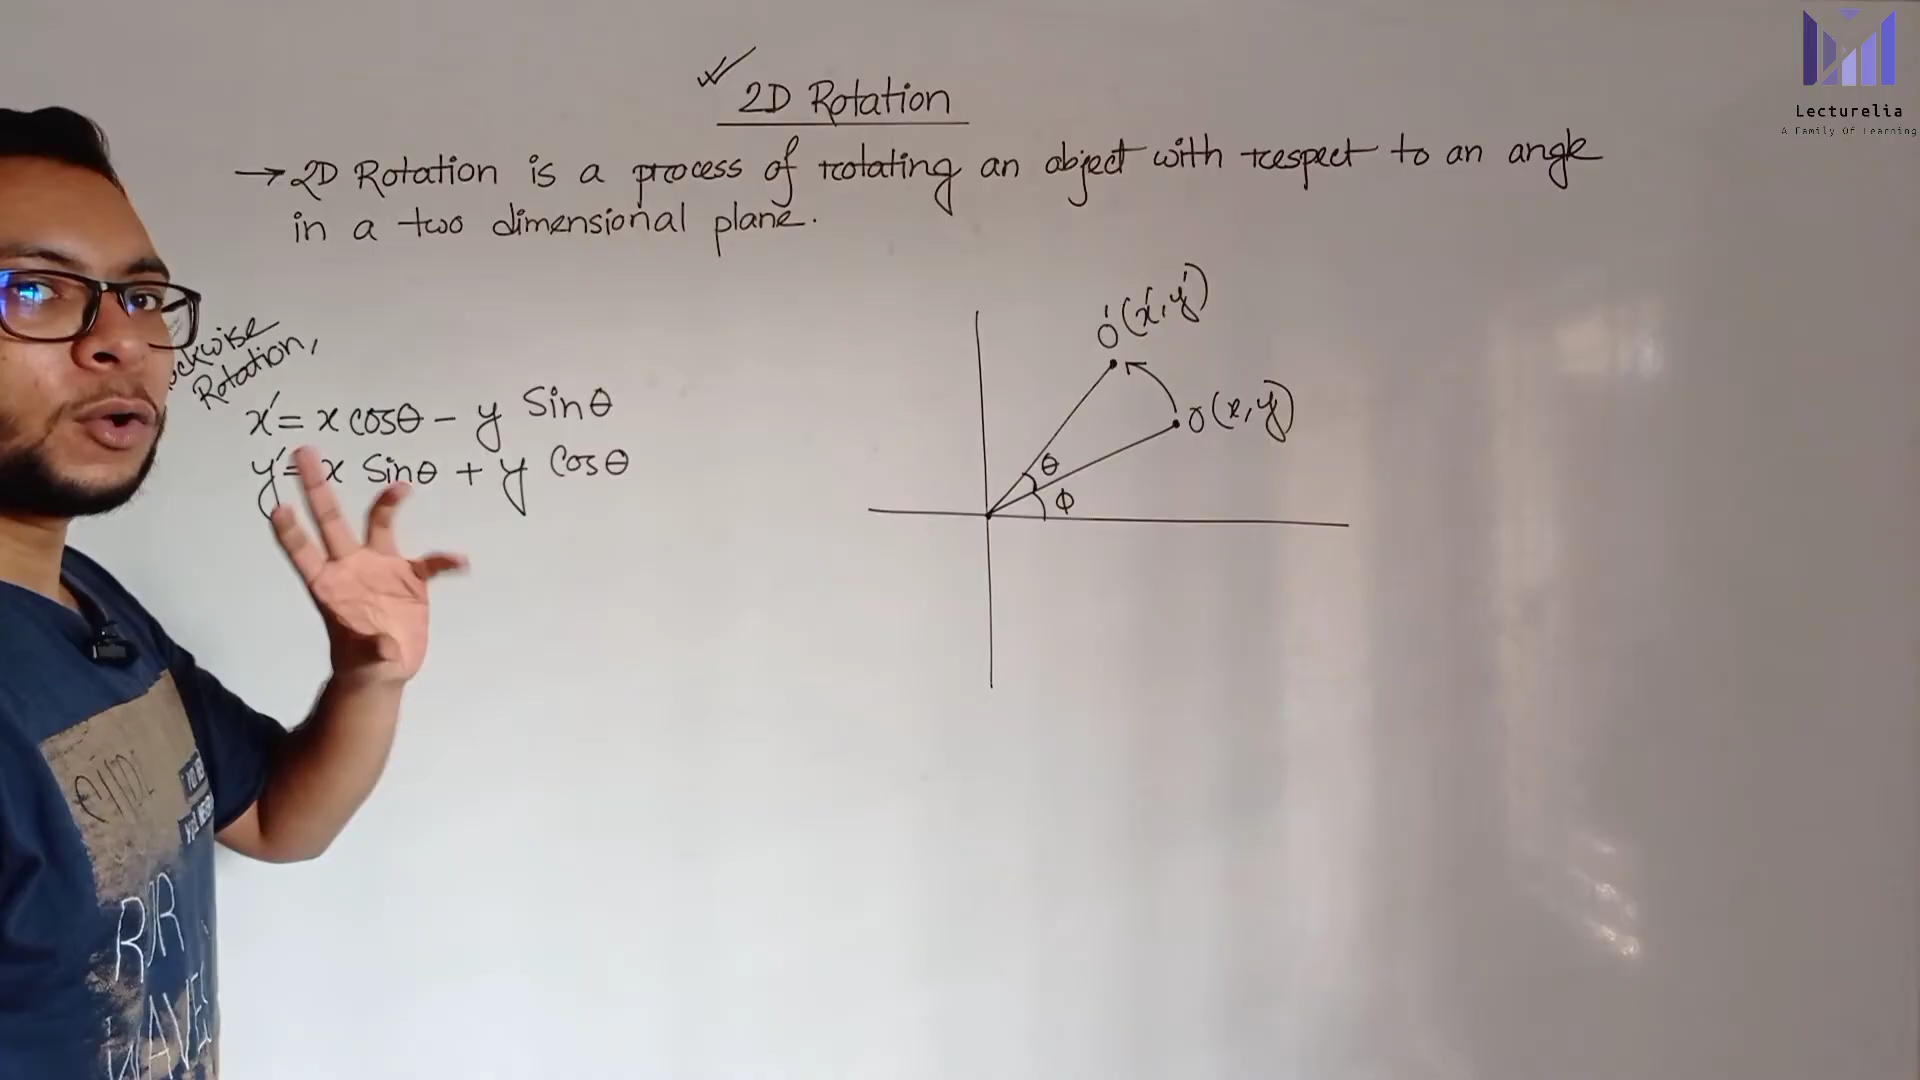 2D Rotation
→ 2D Rotation is a process of rotating an object with respect to an angle
in a two dimensional plane.
Rotation,
x' = x cosθ - y Sinθ
y' = x Sinθ + y Cosθ
O'(x', y')
O(x, y)
θ
ϕ
Lecturelia
A Family Of Learning